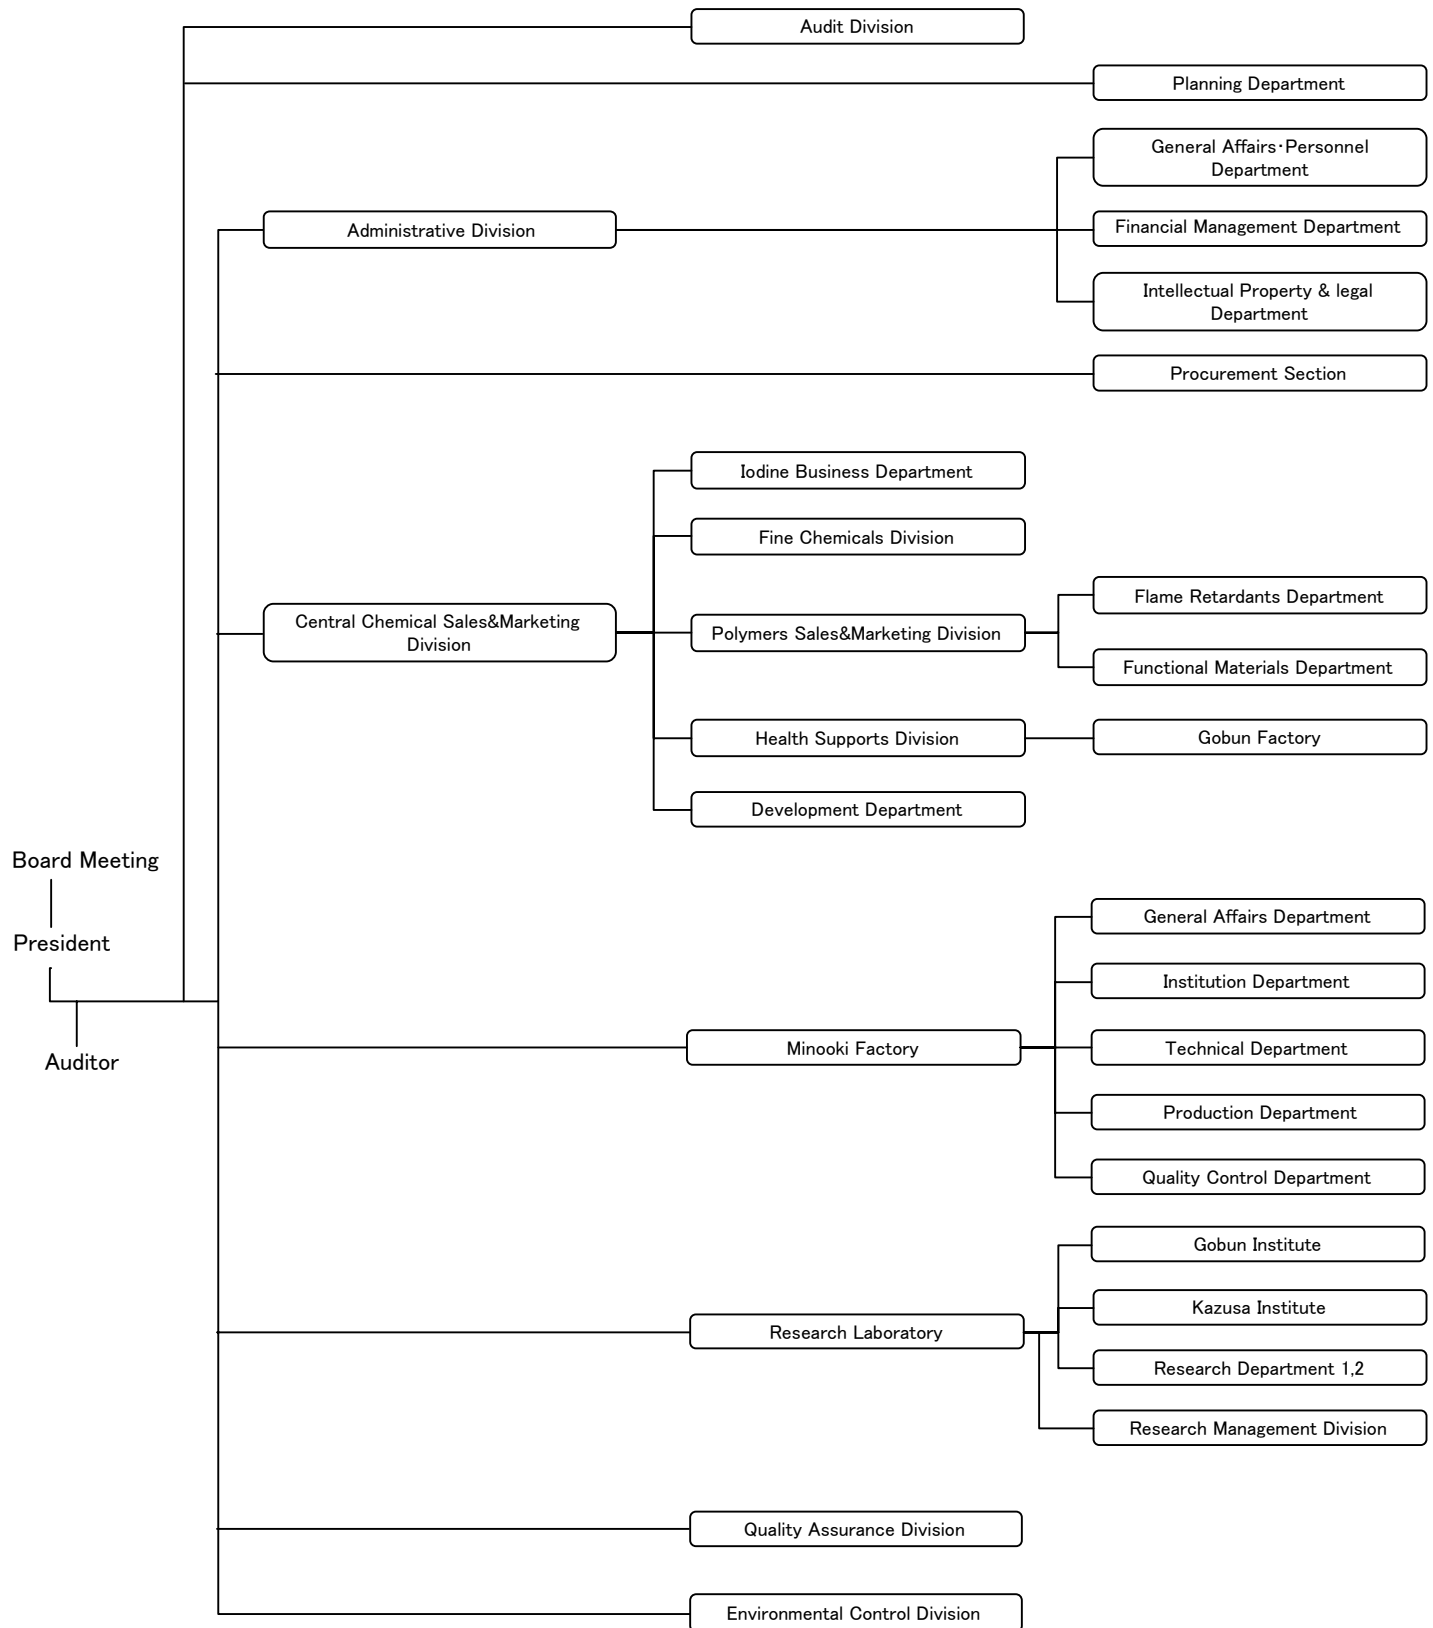 Audit Division
Planning Department
General Affairs・Personnel
Department
Administrative Division
Financial Management Department
Intellectual Property & legal
Department
Procurement Section
Iodine Business Department
Fine Chemicals Division
Central Chemical Sales&Marketing
Division
Polymers Sales&Marketing Division
Flame Retardants Department
Functional Materials Department
Health Supports Division
Gobun Factory
Development Department
Board Meeting
President
Auditor
General Affairs Department
Institution Department
Minooki Factory
Technical Department
Production Department
Quality Control Department
Gobun Institute
Kazusa Institute
Research Laboratory
Research Department 1,2
Research Management Division
Quality Assurance Division
Environmental Control Division